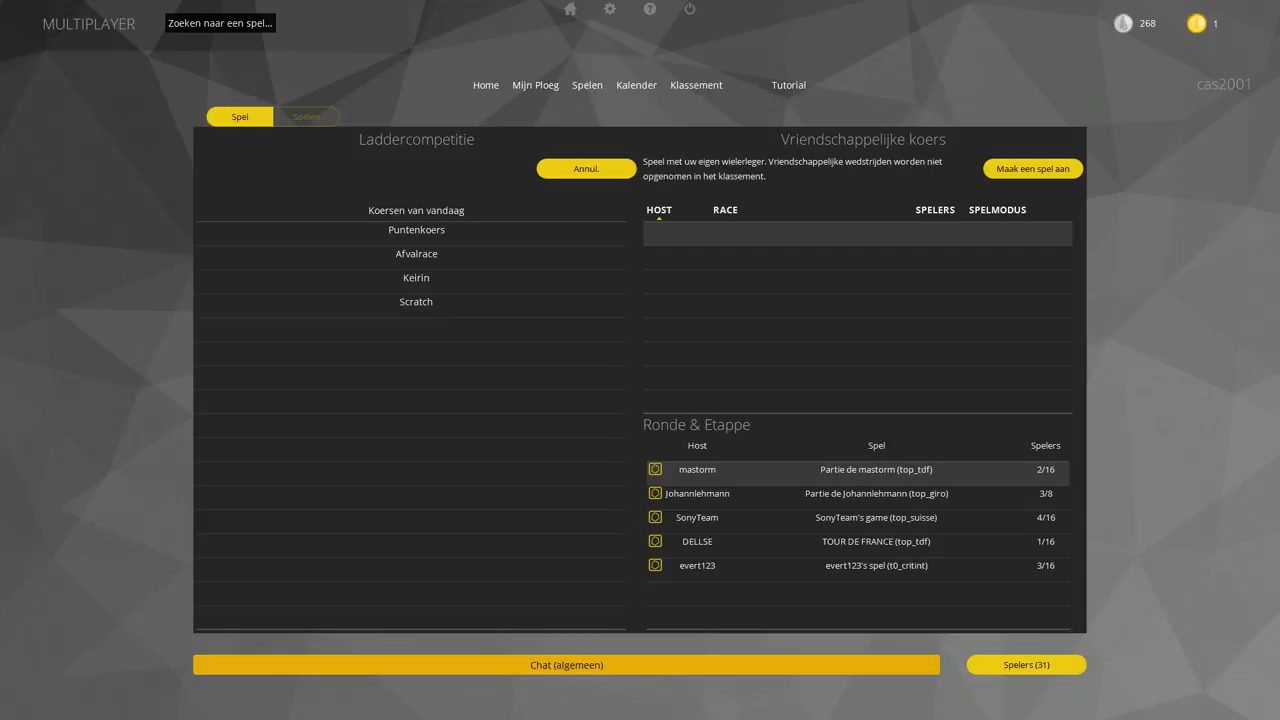 MULTIPLAYER
Zoeken naar een spel...
268
1
Home Mijn Ploeg Spelen Kalender Klassement Tutorial
cas2001
Spel Spelen
Laddercompetitie
Annul.
Koersen van vandaag
Puntenkoers
Afvalrace
Keirin
Scratch
Vriendschappelijke koers
Speel met uw eigen wielerleger. Vriendschappelijke wedstrijden worden niet
opgenomen in het klassement.
Maak een spel aan
HOST RACE SPELERS SPELMODUS
Ronde & Etappe
Host Spel Spelers
mastorm Partie de mastorm (top_tdf) 2/16
Johannlehmann Partie de Johannlehmann (top_giro) 3/8
SonyTeam SonyTeam's game (top_suisse) 4/16
DELLSE TOUR DE FRANCE (top_tdf) 1/16
evert123 evert123's spel (t0_critint) 3/16
Chat (algemeen)
Spelers (31)